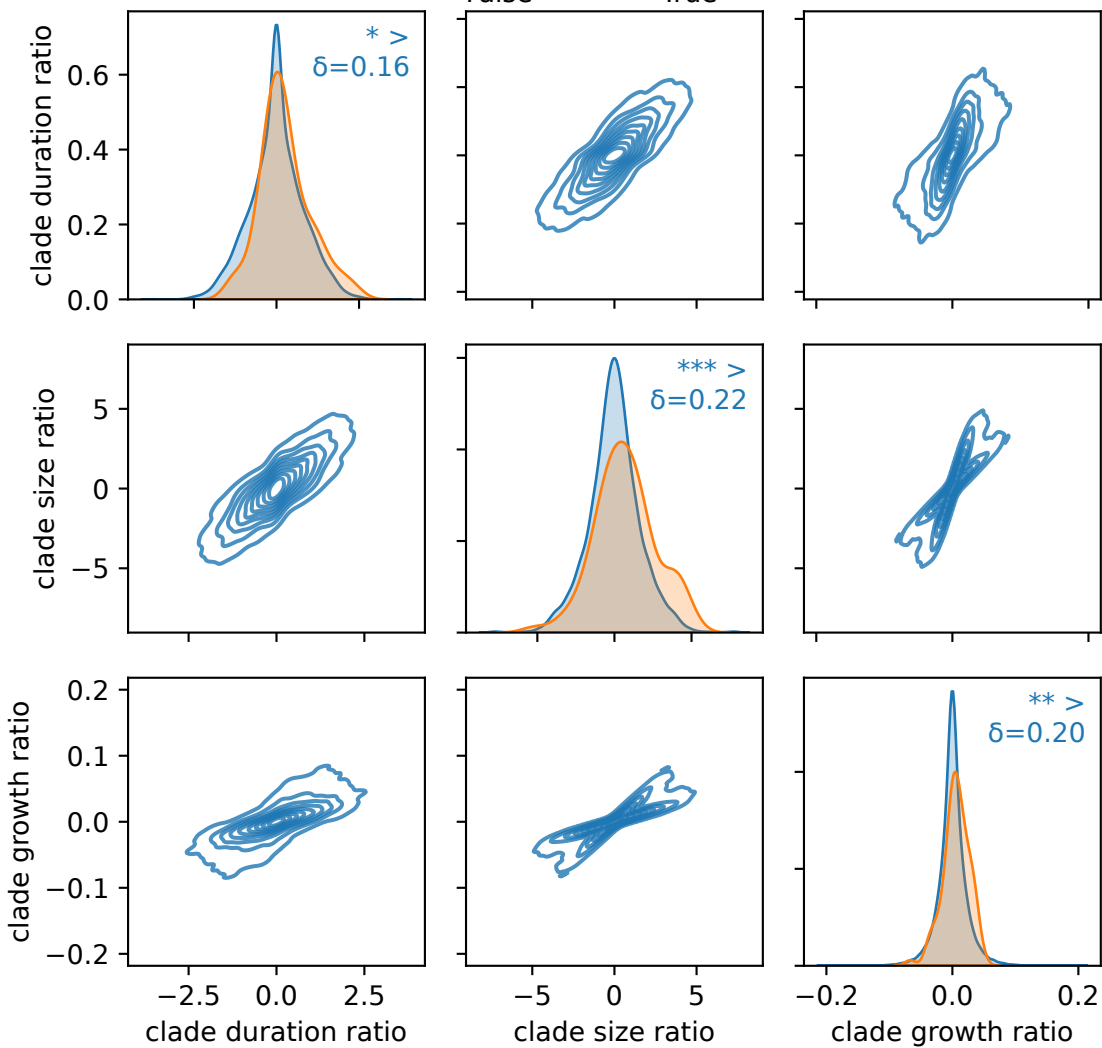 False True
clade duration ratio
0.6
0.4
0.2
0.0
* >
δ=0.16
clade size ratio
5
0
−5
*** >
δ=0.22
clade growth ratio
0.2
0.1
0.0
−0.1
−0.2
** >
δ=0.20
−2.5 0.0 2.5
−5 0 5
−0.2 0.0 0.2
clade duration ratio
clade size ratio
clade growth ratio